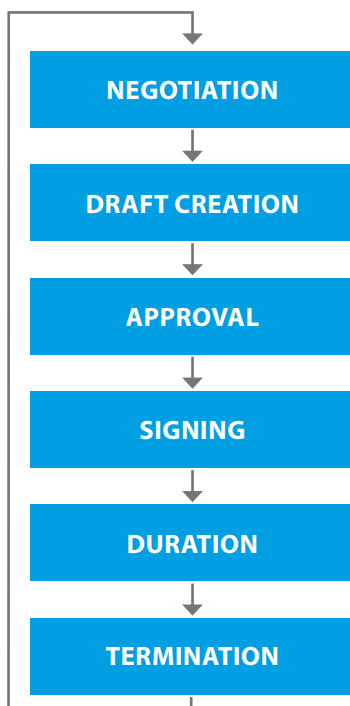 NEGOTIATION
DRAFT CREATION
APPROVAL
SIGNING
DURATION
TERMINATION